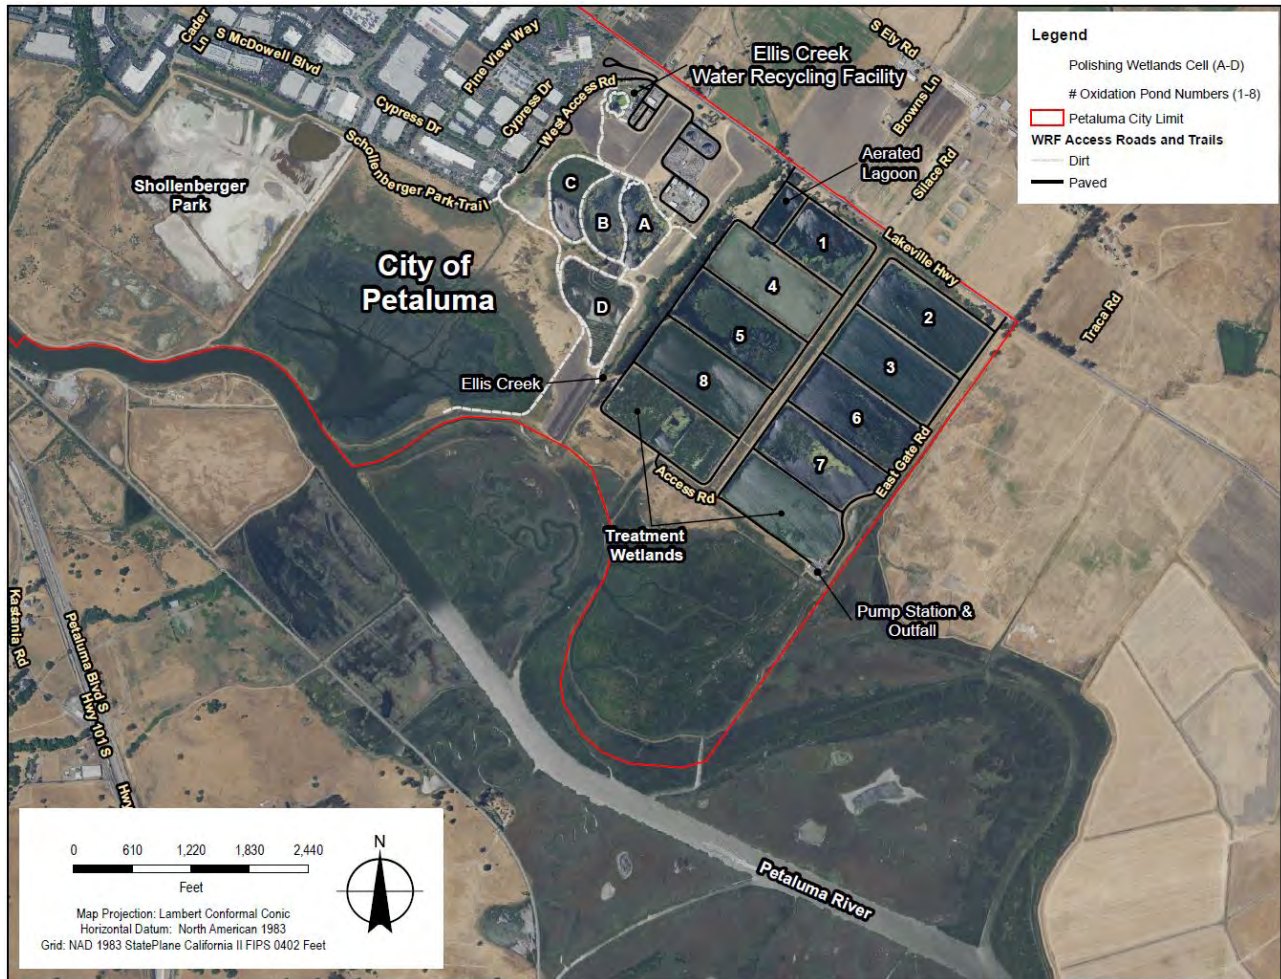 Cader
Ln
S McDowell Blvd
Pine View Way
Cypress Dr
Cypress Dr
West Access Rd
Schollenberger Park Trail
Shollenberger
Park
City of
Petaluma
Ellis Creek
Water Recycling Facility
S Ely Rd
Browns Ln
Silace Rd
Aerated
Lagoon
Lakeville Hwy
Traca Rd
C
B
A
D
1
4
5
8
2
3
6
7
Ellis Creek
Access Rd
East Gate Rd
Treatment
Wetlands
Pump Station &
Outfall
Petaluma River
Kastania Rd
Petaluma Blvd S
Hwy 101 S
Hwy
Legend
Polishing Wetlands Cell (A-D)
# Oxidation Pond Numbers (1-8)
Petaluma City Limit
WRF Access Roads and Trails
Dirt
Paved
0 610 1,220 1,830 2,440
Feet
N
Map Projection: Lambert Conformal Conic
Horizontal Datum: North American 1983
Grid: NAD 1983 StatePlane California II FIPS 0402 Feet